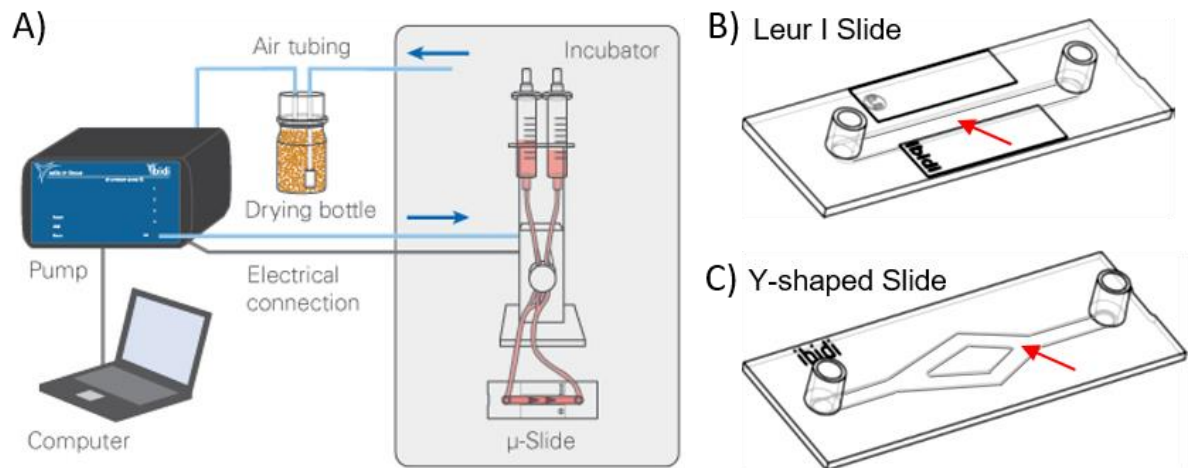 A)
Air tubing
Incubator
Drying bottle
ibidi
Pump
Electrical
connection
Computer
µ-Slide
B) Leur I Slide
ibidi
C) Y-shaped Slide
ibidi